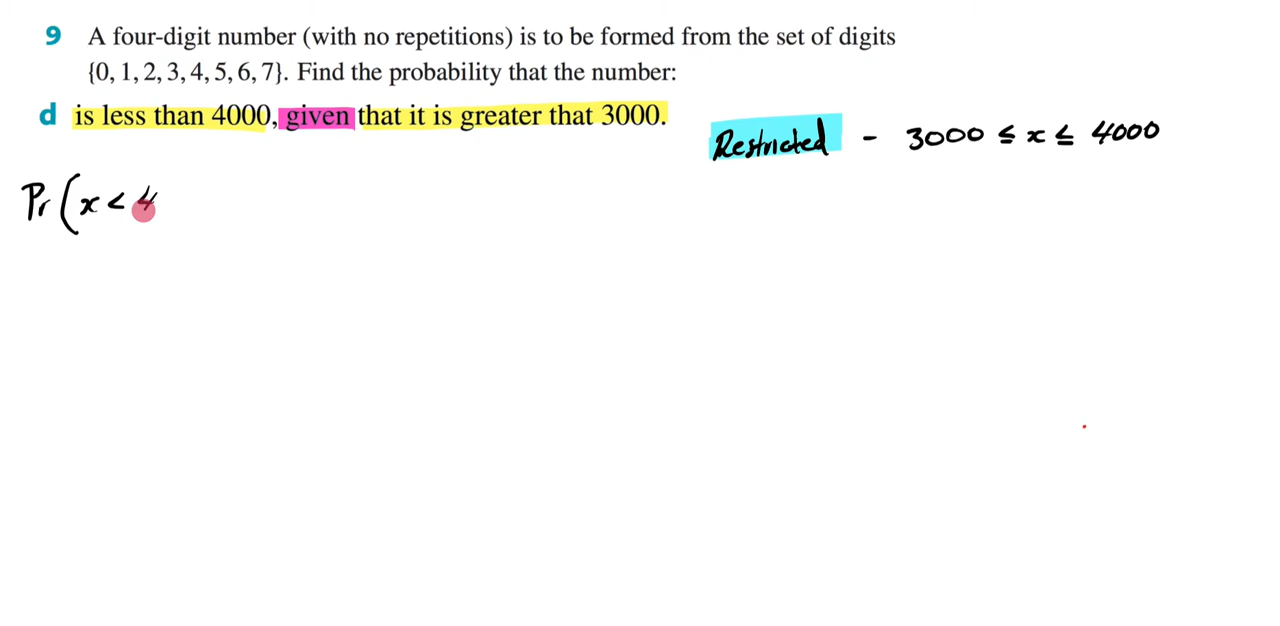 9 A four-digit number (with no repetitions) is to be formed from the set of digits
{0, 1, 2, 3, 4, 5, 6, 7}. Find the probability that the number:
d is less than 4000, given that it is greater that 3000.
Restricted - 3000 ≤ x ≤ 4000
Pr (x < 4